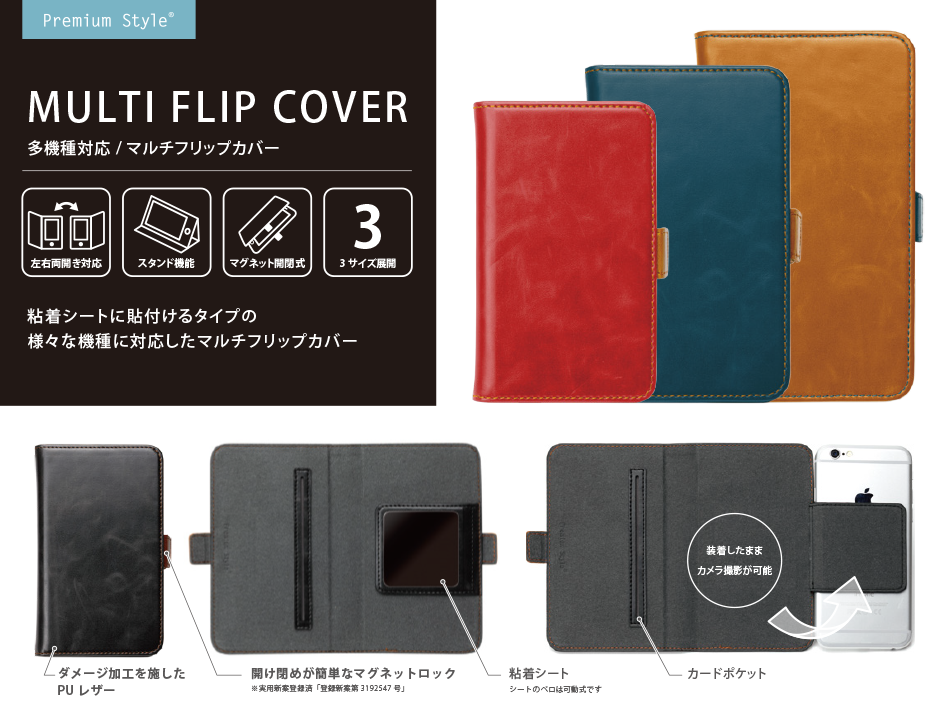 Premium Style®
MULTI FLIP COVER
多機種対応 / マルチフリップカバー
左右両開き対応
スタンド機能
マグネット開閉式
3
3 サイズ展開
粘着シートに貼付けるタイプの
様々な機種に対応したマルチフリップカバー
装着したまま
カメラ撮影が可能
ダメージ加工を施した
PU レザー
開け閉めが簡単なマグネットロック
※実用新案登録済「登録新案第3192547号」
粘着シート
シートのベロは可動式です
カードポケット